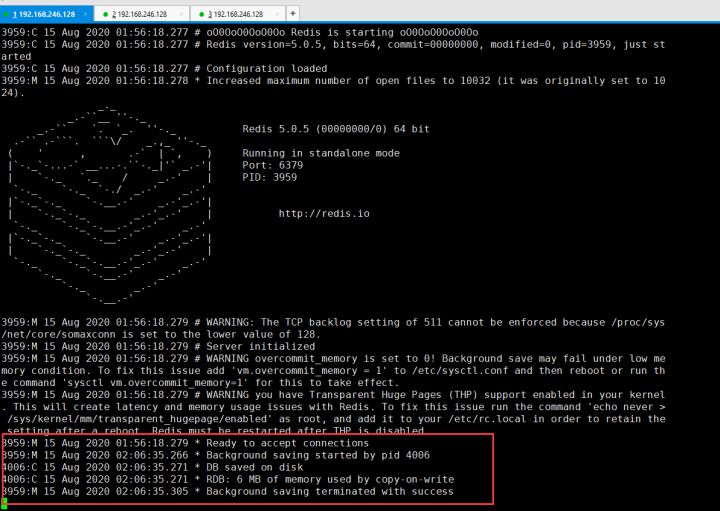 1 192.168.246.128 × 2 192.168.246.128 × 3 192.168.246.128 × +
3959:C 15 Aug 2020 01:56:18.277 # oO0OoO0OoO0Oo Redis is starting oO0OoO0OoO0Oo
3959:C 15 Aug 2020 01:56:18.277 # Redis version=5.0.5, bits=64, commit=00000000, modified=0, pid=3959, just st
arted
3959:C 15 Aug 2020 01:56:18.277 # Configuration loaded
3959:M 15 Aug 2020 01:56:18.278 * Increased maximum number of open files to 10032 (it was originally set to 10
24).
Redis 5.0.5 (00000000/0) 64 bit
Running in standalone mode
Port: 6379
PID: 3959
http://redis.io
3959:M 15 Aug 2020 01:56:18.279 # WARNING: The TCP backlog setting of 511 cannot be enforced because /proc/sys
/net/core/somaxconn is set to the lower value of 128.
3959:M 15 Aug 2020 01:56:18.279 # Server initialized
3959:M 15 Aug 2020 01:56:18.279 # WARNING overcommit_memory is set to 0! Background save may fail under low me
mory condition. To fix this issue add 'vm.overcommit_memory = 1' to /etc/sysctl.conf and then reboot or run th
e command 'sysctl vm.overcommit_memory=1' for this to take effect.
3959:M 15 Aug 2020 01:56:18.279 # WARNING you have Transparent Huge Pages (THP) support enabled in your kernel
. This will create latency and memory usage issues with Redis. To fix this issue run the command 'echo never >
/sys/kernel/mm/transparent_hugepage/enabled' as root, and add it to your /etc/rc.local in order to retain the
setting after a reboot. Redis must be restarted after THP is disabled
3959:M 15 Aug 2020 01:56:18.279 * Ready to accept connections
3959:M 15 Aug 2020 02:06:35.266 * Background saving started by pid 4006
4006:C 15 Aug 2020 02:06:35.271 * DB saved on disk
4006:C 15 Aug 2020 02:06:35.271 * RDB: 6 MB of memory used by copy-on-write
3959:M 15 Aug 2020 02:06:35.305 * Background saving terminated with success